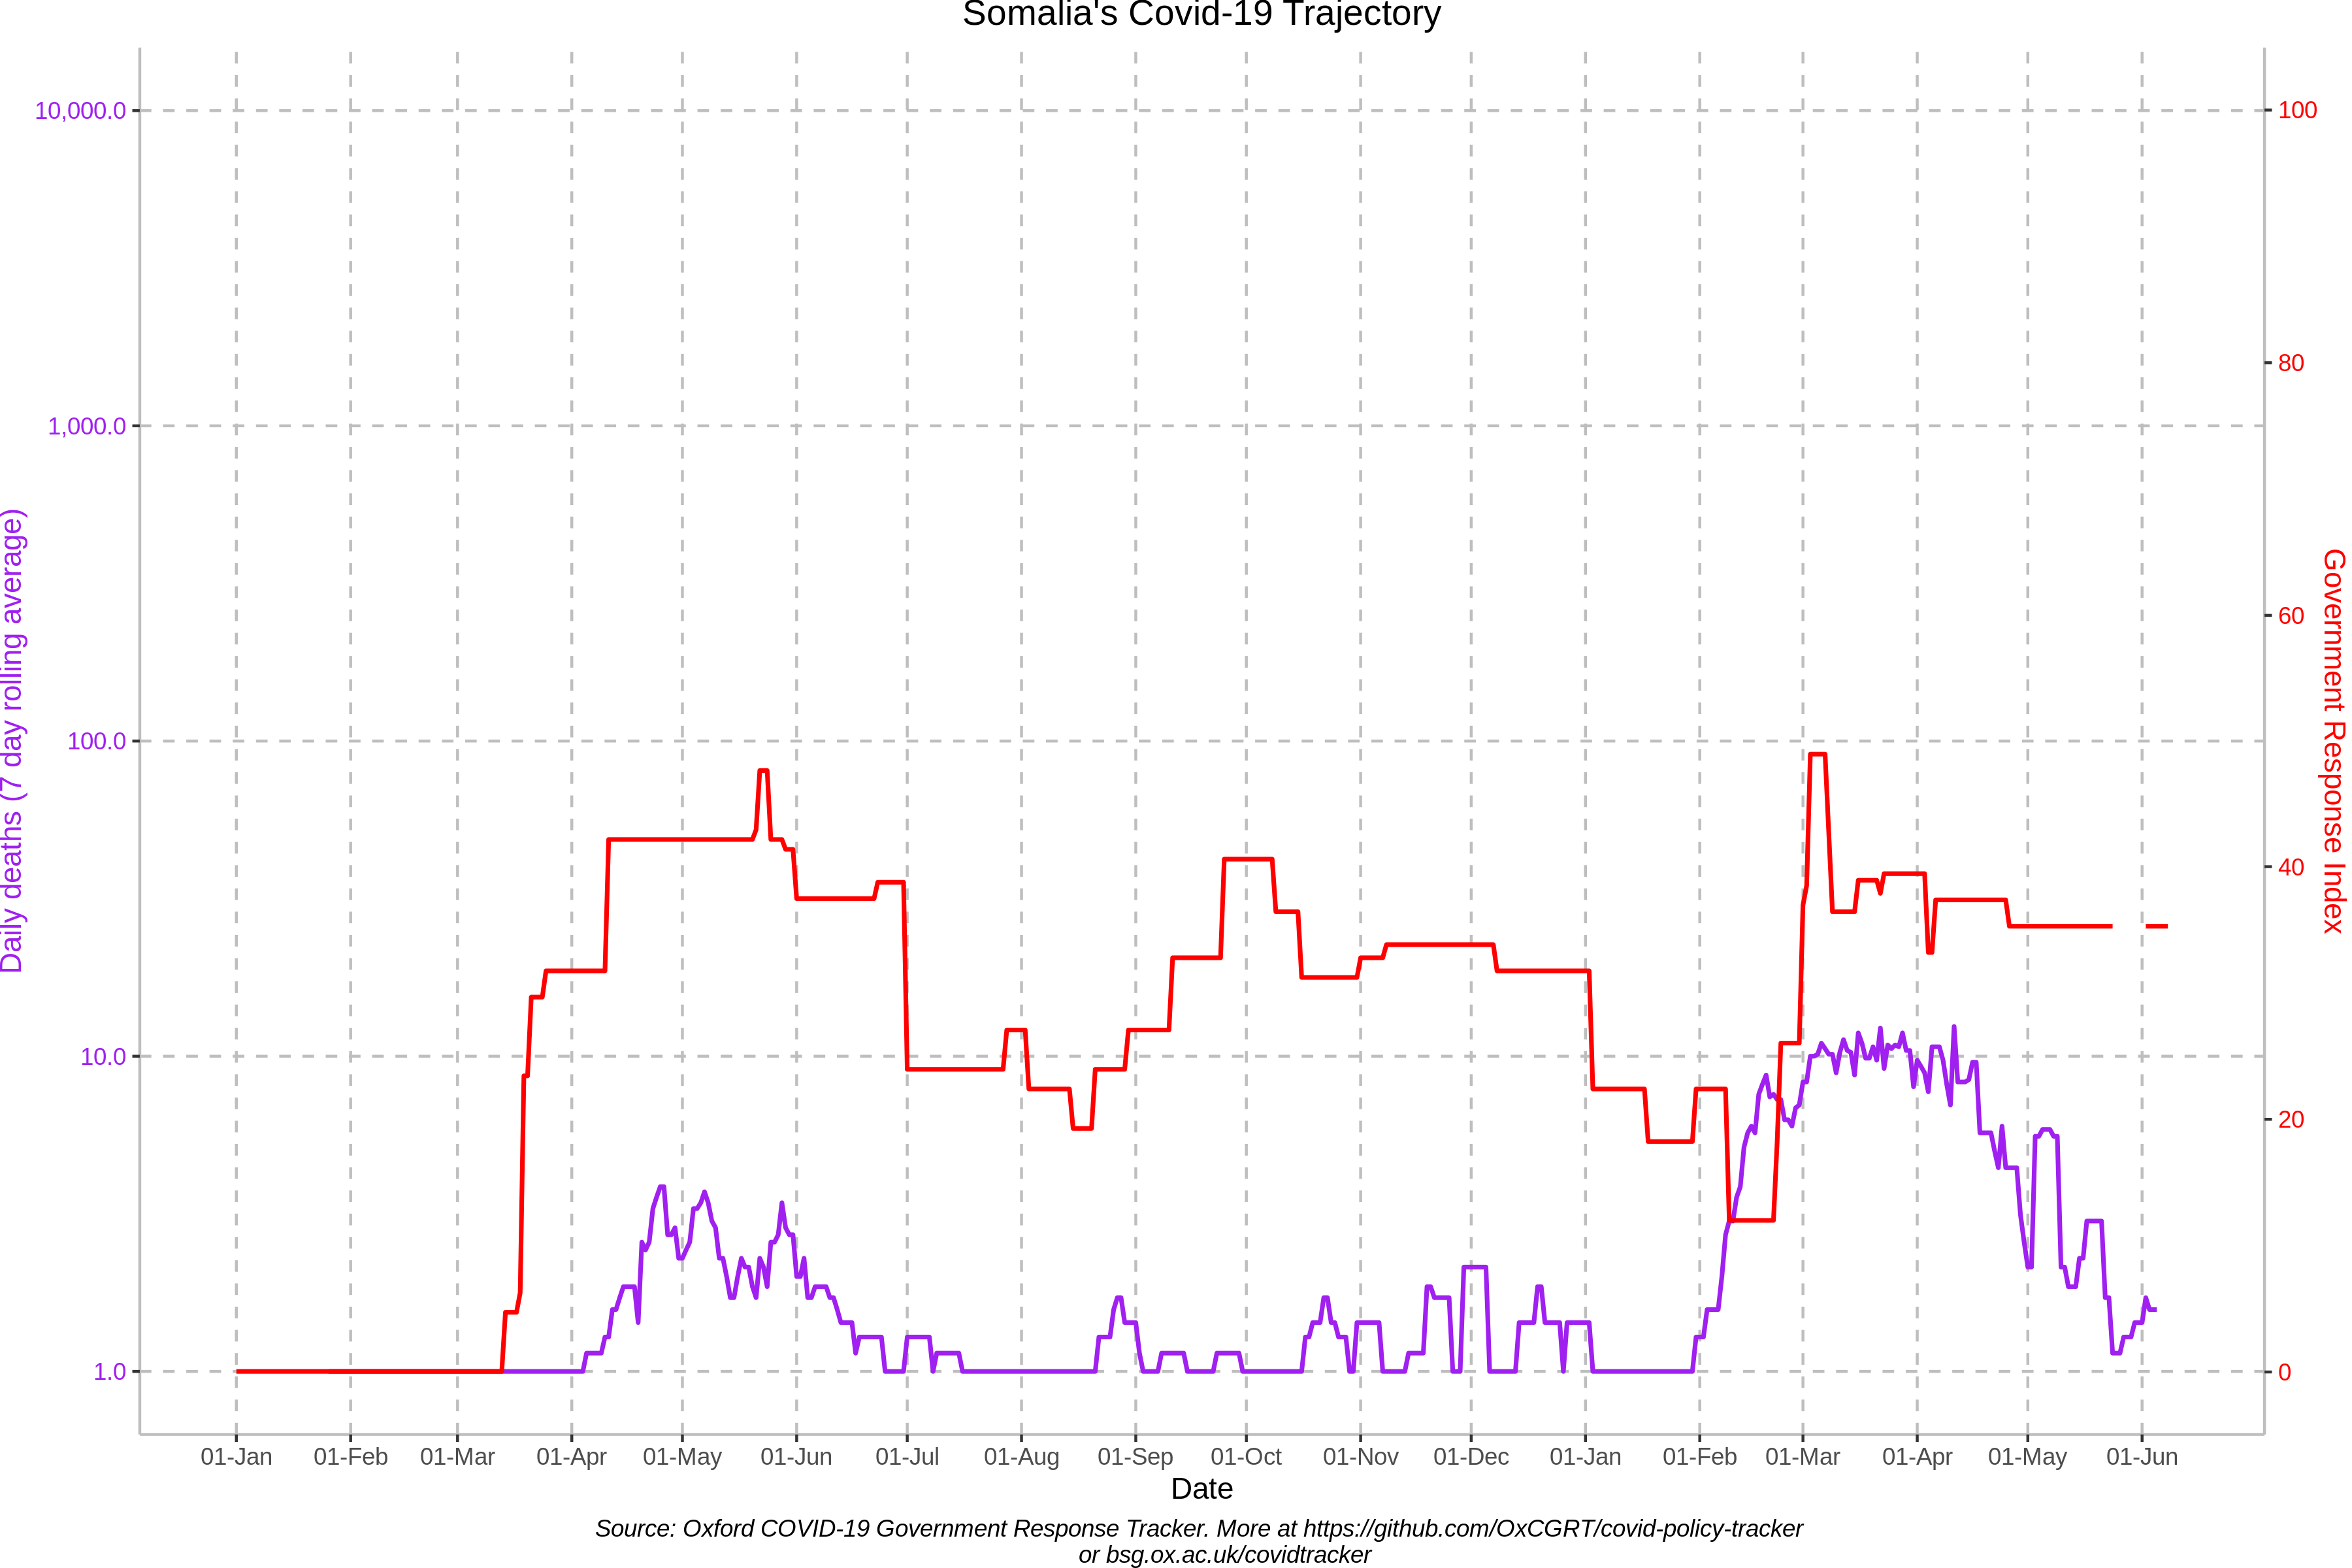 Somalia's Covid-19 Trajectory
10,000.0
1,000.0
100.0
10.0
1.0
Daily deaths (7 day rolling average)
100
80
60
40
20
0
Government Response Index
01-Jan 01-Feb 01-Mar 01-Apr 01-May 01-Jun 01-Jul 01-Aug 01-Sep 01-Oct 01-Nov 01-Dec 01-Jan 01-Feb 01-Mar 01-Apr 01-May 01-Jun
Date
Source: Oxford COVID-19 Government Response Tracker. More at https://github.com/OxCGRT/covid-policy-tracker
or bsg.ox.ac.uk/covidtracker